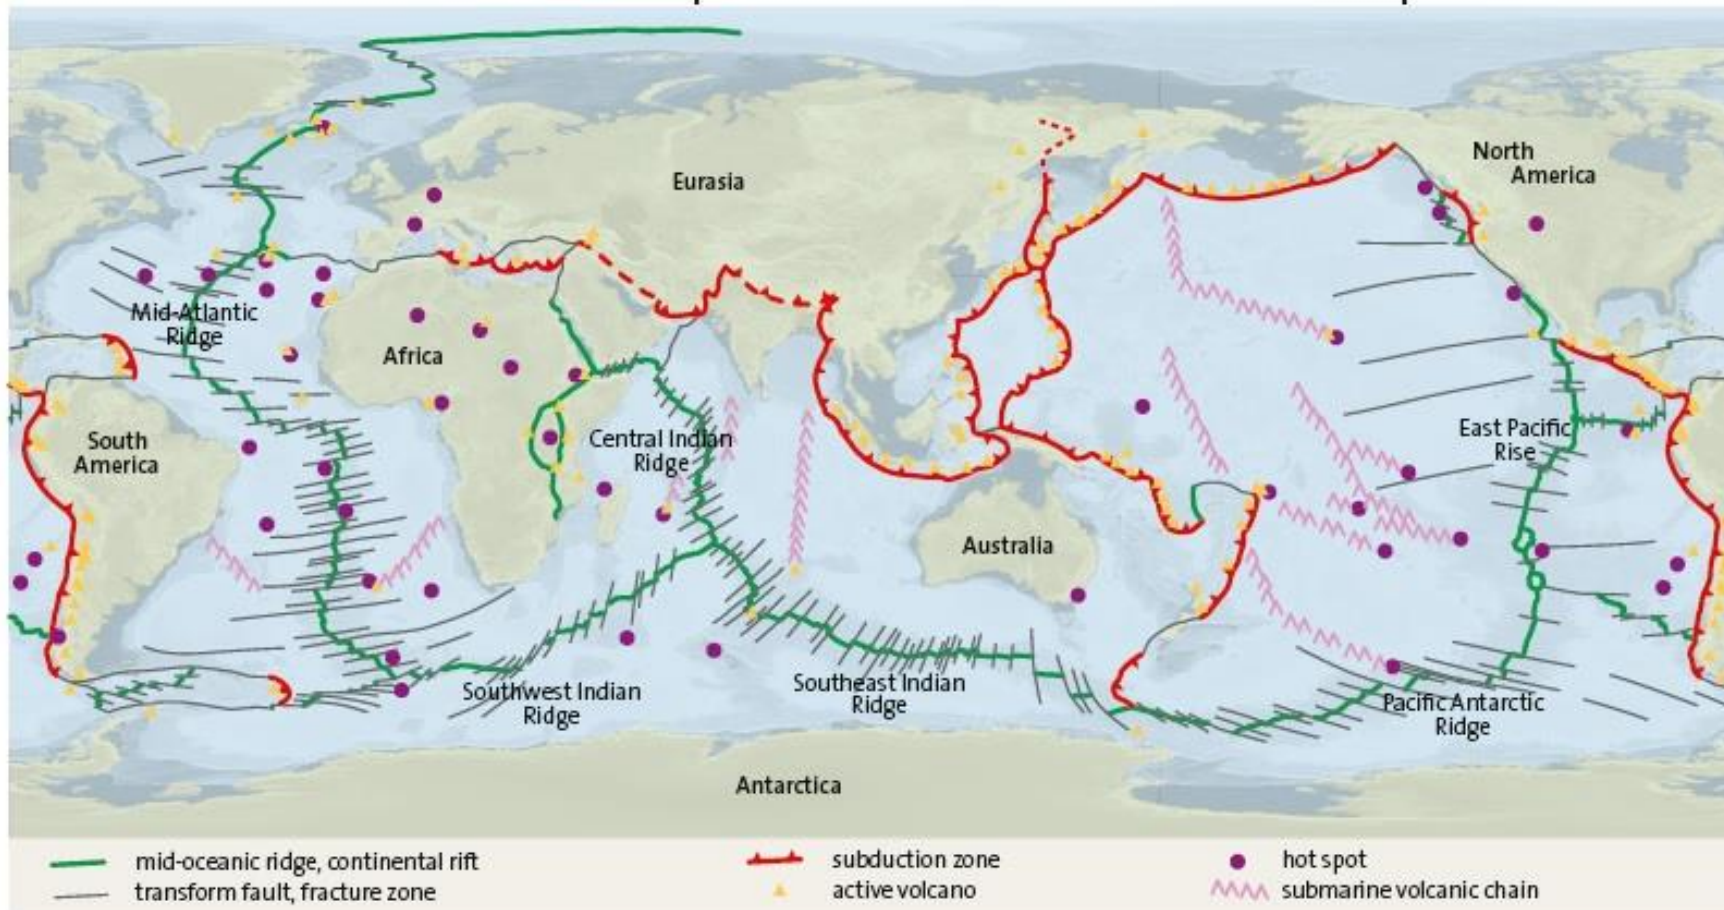 North
America
Eurasia
Mid-Atlantic
Ridge
Africa
South
America
Central Indian
Ridge
East Pacific
Rise
Australia
Southwest Indian
Ridge
Southeast Indian
Ridge
Pacific Antarctic
Ridge
Antarctica
mid-oceanic ridge, continental rift
subduction zone
hot spot
transform fault, fracture zone
active volcano
submarine volcanic chain